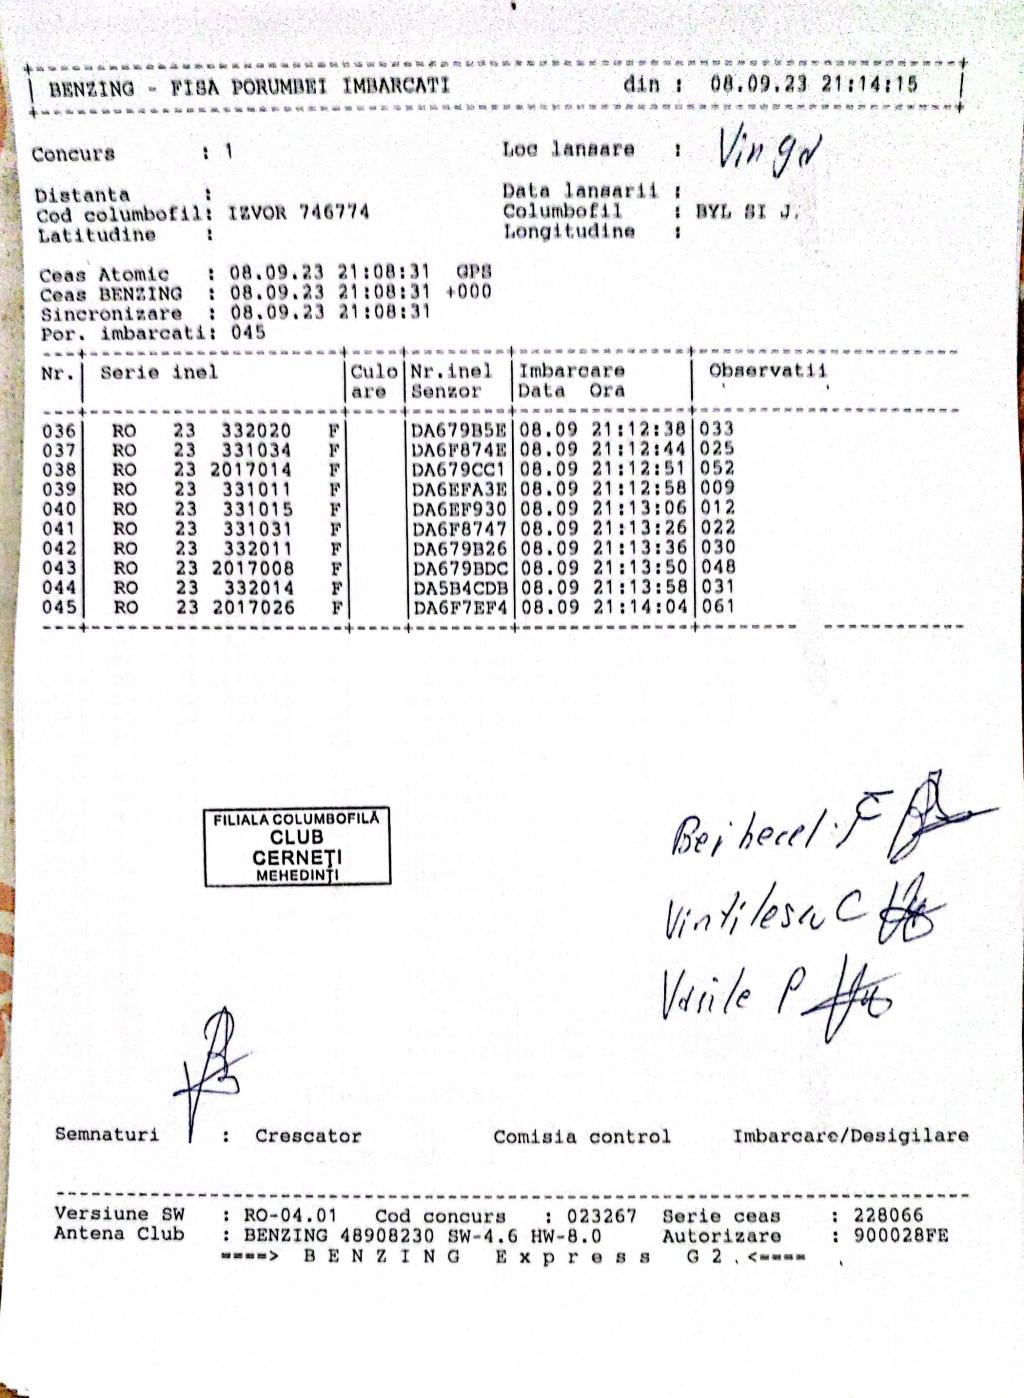 BENZING - FISA PORUMBEI IMBARCATI din : 08.09.23 21:14:15
Concurs : 1 Loc lansare : Vinga
Distanta : Data lansarii :
Cod columbofil: IZVOR 746774 Columbofil : BYL SI J.
Latitudine : Longitudine :
Ceas Atomic : 08.09.23 21:08:31 GPS
Ceas BENZING : 08.09.23 21:08:31 +000
Sincronizare : 08.09.23 21:08:31
Por. imbarcati: 045
Nr. Serie inel Culo Nr.inel Imbarcare Observatii
are Senzor Data Ora
036 RO 23 332020 F DA679B5E 08.09 21:12:38 033
037 RO 23 331034 F DA6F874E 08.09 21:12:44 025
038 RO 23 2017014 F DA679CC1 08.09 21:12:51 052
039 RO 23 331011 F DA6EFA3E 08.09 21:12:58 009
040 RO 23 331015 F DA6EF930 08.09 21:13:06 012
041 RO 23 331031 F DA6F8747 08.09 21:13:26 022
042 RO 23 332011 F DA679B26 08.09 21:13:36 030
043 RO 23 2017008 F DA679BDC 08.09 21:13:50 048
044 RO 23 332014 F DA5B4CDB 08.09 21:13:58 031
045 RO 23 2017026 F DA6F7EF4 08.09 21:14:04 061
FILIALA COLUMBOFILĂ
CLUB
CERNEŢI
MEHEDINŢI
F
Vintilescu C
Vasile P
Semnaturi : Crescator Comisia control Imbarcare/Desigilare
Versiune SW : RO-04.01 Cod concurs : 023267 Serie ceas : 228066
Antena Club : BENZING 48908230 SW-4.6 HW-8.0 Autorizare : 900028FE
====> B E N Z I N G E x p r e s s G 2 . <====